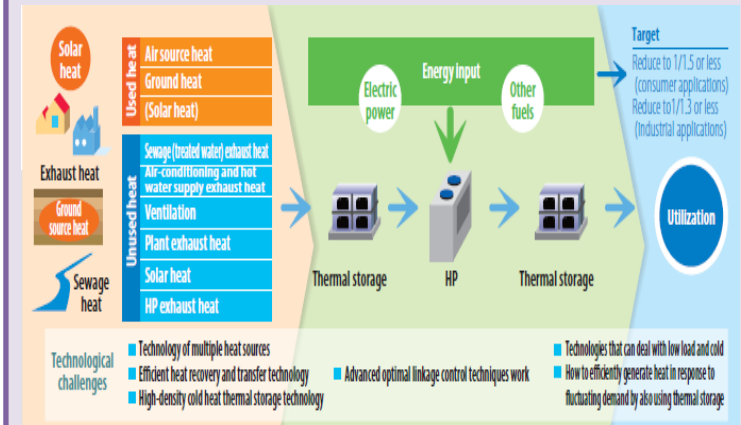 Solar
heat
Exhaust heat
Ground
source heat
Sewage
heat
Used heat
Air source heat
Ground heat
(Solar heat)
Unused heat
Sewage (treated water) exhaust heat
Air-conditioning and hot
water supply exhaust heat
Ventilation
Plant exhaust heat
Solar heat
HP exhaust heat
Energy input
Electric
power
Other
fuels
Thermal storage
HP
Thermal storage
Target
Reduce to 1/1.5 or less
(consumer applications)
Reduce to1/1.3 or less
(Industrial applications)
Utilization
Technological
challenges
Technology of multiple heat sources
Efficient heat recovery and transfer technology
High-density cold heat thermal storage technology
Advanced optimal linkage control techniques work
Technologies that can deal with low load and cold
How to efficiently generate heat in response to
fluctuating demand by also using thermal storage